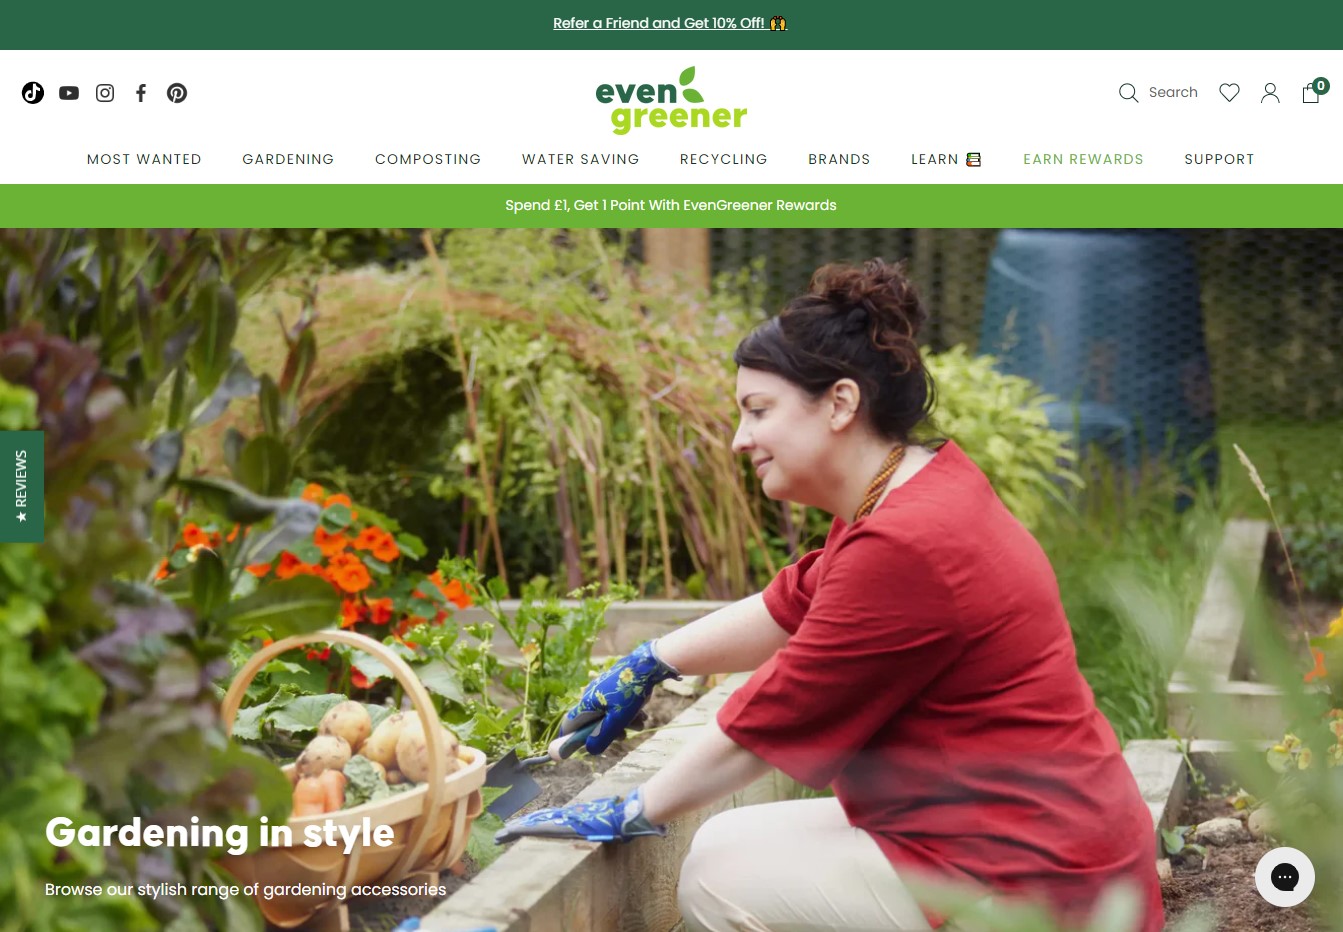 Refer a Friend and Get 10% Off! 🙌
even
greener
Search
0
MOST WANTED
GARDENING
COMPOSTING
WATER SAVING
RECYCLING
BRANDS
LEARN 📚
EARN REWARDS
SUPPORT
Spend £1, Get 1 Point With EvenGreener Rewards
★ REVIEWS
Gardening in style
Browse our stylish range of gardening accessories